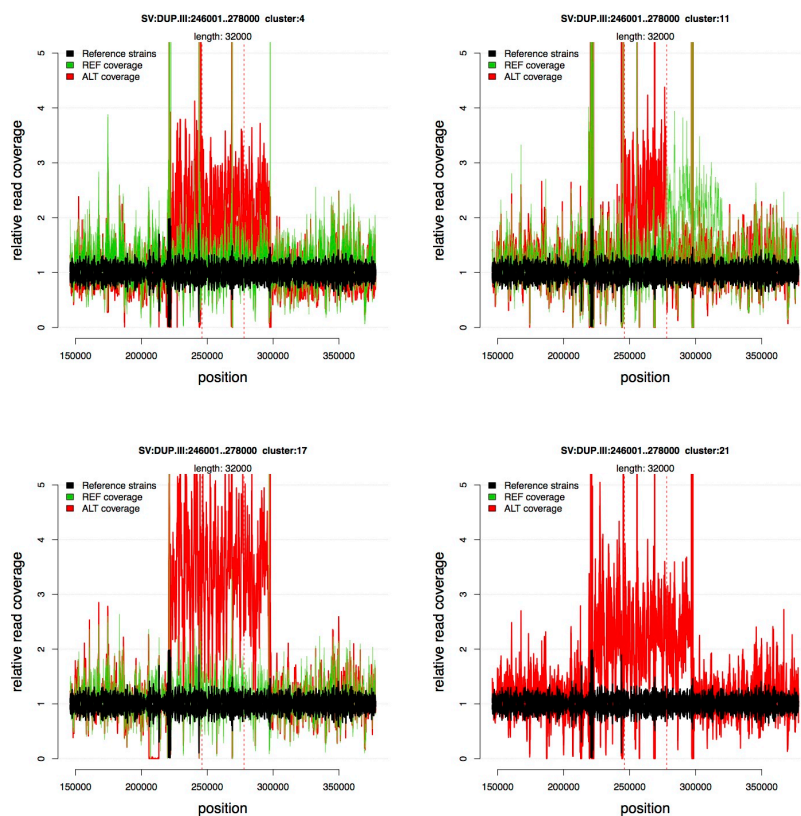 SV:DUP.III:246001..278000 cluster:4
length: 32000
Reference strains
REF coverage
ALT coverage
relative read coverage
5
4
3
2
1
0
150000 200000 250000 300000 350000
position
SV:DUP.III:246001..278000 cluster:11
length: 32000
Reference strains
REF coverage
ALT coverage
relative read coverage
5
4
3
2
1
0
150000 200000 250000 300000 350000
position
SV:DUP.III:246001..278000 cluster:17
length: 32000
Reference strains
REF coverage
ALT coverage
relative read coverage
5
4
3
2
1
0
150000 200000 250000 300000 350000
position
SV:DUP.III:246001..278000 cluster:21
length: 32000
Reference strains
REF coverage
ALT coverage
relative read coverage
5
4
3
2
1
0
150000 200000 250000 300000 350000
position